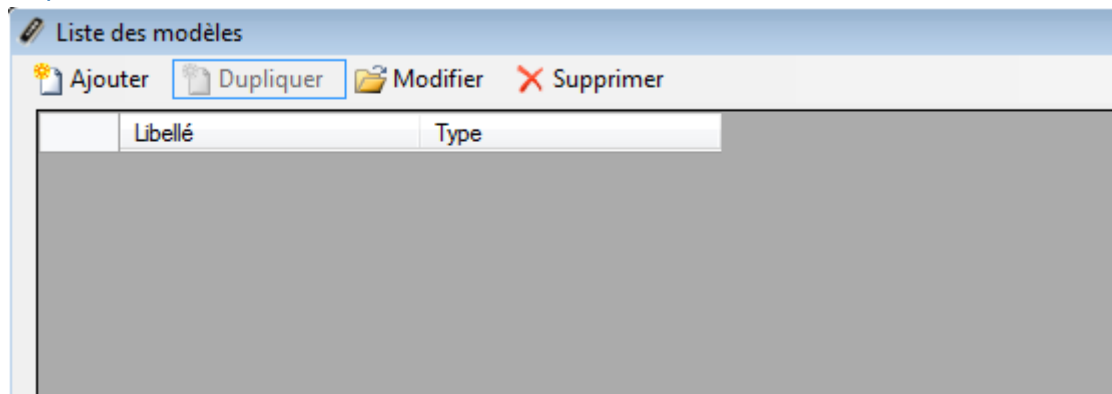 Liste des modèles
Ajouter Dupliquer Modifier Supprimer
Libellé Type